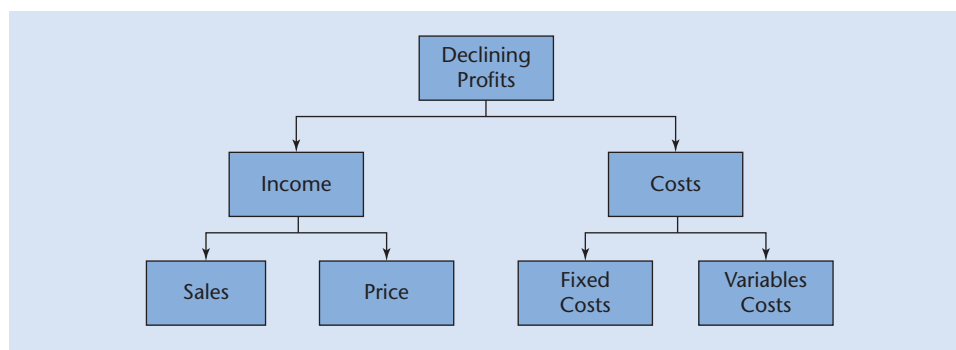 Declining
Profits
Income
Costs
Sales
Price
Fixed
Costs
Variables
Costs